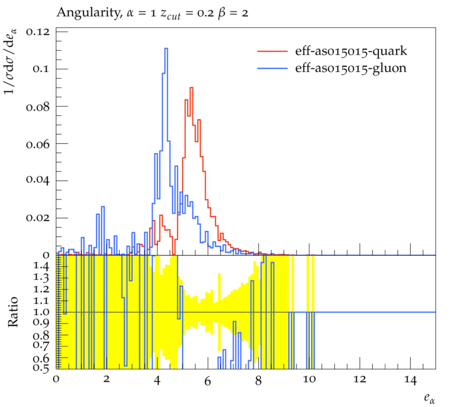 Angularity, α = 1 z_cut = 0.2 β = 2
1/σdσ/de_α
0.12
0.1
0.08
0.06
0.04
0.02
0
eff-as015015-quark
eff-as015015-gluon
Ratio
1.4
1.3
1.2
1.1
1.0
0.9
0.8
0.7
0.6
0.5
0 2 4 6 8 10 12 14
e_α